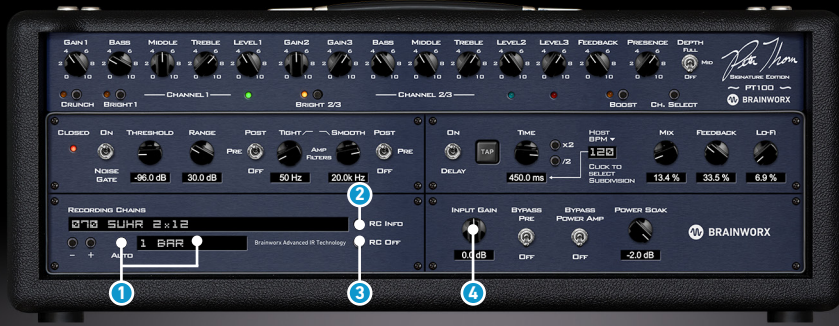 GAIN 1 BASS MIDDLE TREBLE LEVEL 1 GAIN2 GAIN3 BASS MIDDLE TREBLE LEVEL2 LEVEL3 FEEDBACK PRESENCE DEPTH
FULL
MID
OFF
Pete Thorn
SIGNATURE EDITION
~ PT100 ~
BRAINWORX
CRUNCH BRIGHT 1 CHANNEL 1 BRIGHT 2/3 CHANNEL 2/3 BOOST CH. SELECT
CLOSED ON THRESHOLD RANGE POST TIGHT SMOOTH POST
PRE AMP FILTERS PRE
NOISE GATE -96.0 dB 30.0 dB OFF 50 Hz 20.0k Hz OFF
ON TAP TIME x2 HOST BPM MIX FEEDBACK LO-FI
/2 120
DELAY 450.0 ms CLICK TO SELECT SUBDIVISION 13.4 % 33.5 % 6.9 %
RECORDING CHAINS
070 SUHR 2x12 RC INFO
1 BAR Brainworx Advanced IR Technology RC OFF
- + AUTO
INPUT GAIN BYPASS PRE BYPASS POWER AMP POWER SOAK
BRAINWORX
0.0 dB OFF OFF -2.0 dB
1 2 3 4